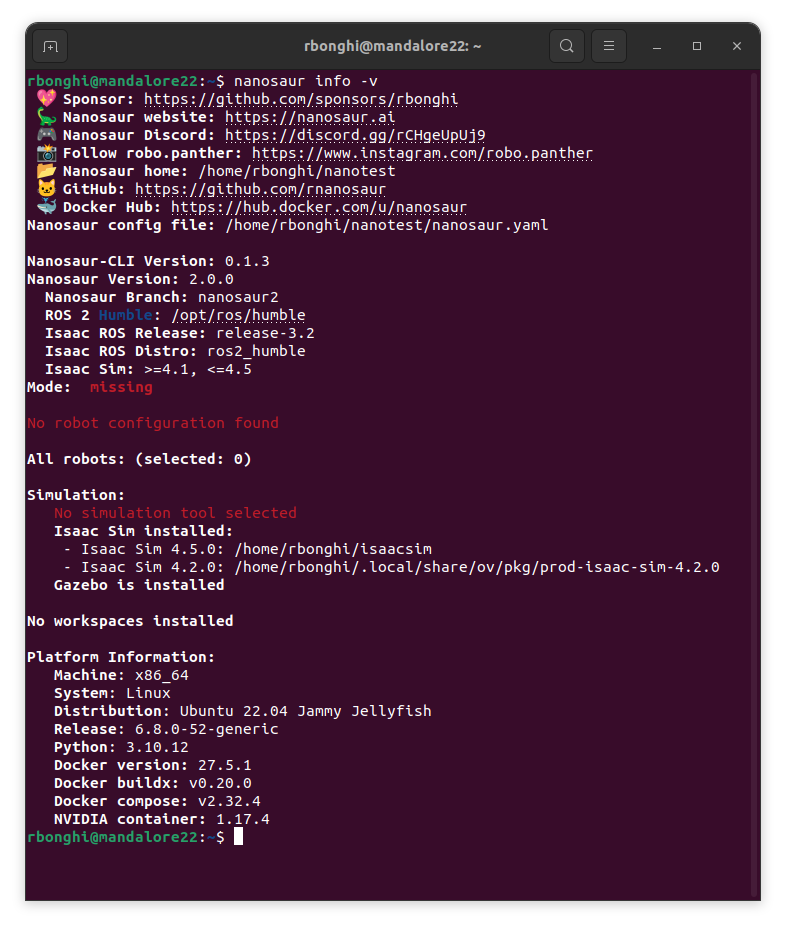 rbonghi@mandalore22: ~
rbonghi@mandalore22:~$ nanosaur info -v
💖 Sponsor: https://github.com/sponsors/rbonghi
🦕 Nanosaur website: https://nanosaur.ai
🎮 Nanosaur Discord: https://discord.gg/rCHgeUpUj9
📸 Follow robo.panther: https://www.instagram.com/robo.panther
📂 Nanosaur home: /home/rbonghi/nanotest
🐱 GitHub: https://github.com/rnanosaur
🐳 Docker Hub: https://hub.docker.com/u/nanosaur
Nanosaur config file: /home/rbonghi/nanotest/nanosaur.yaml
Nanosaur-CLI Version: 0.1.3
Nanosaur Version: 2.0.0
Nanosaur Branch: nanosaur2
ROS 2 Humble: /opt/ros/humble
Isaac ROS Release: release-3.2
Isaac ROS Distro: ros2_humble
Isaac Sim: >=4.1, <=4.5
Mode: missing
No robot configuration found
All robots: (selected: 0)
Simulation:
No simulation tool selected
Isaac Sim installed:
- Isaac Sim 4.5.0: /home/rbonghi/isaacsim
- Isaac Sim 4.2.0: /home/rbonghi/.local/share/ov/pkg/prod-isaac-sim-4.2.0
Gazebo is installed
No workspaces installed
Platform Information:
Machine: x86_64
System: Linux
Distribution: Ubuntu 22.04 Jammy Jellyfish
Release: 6.8.0-52-generic
Python: 3.10.12
Docker version: 27.5.1
Docker buildx: v0.20.0
Docker compose: v2.32.4
NVIDIA container: 1.17.4
rbonghi@mandalore22:~$